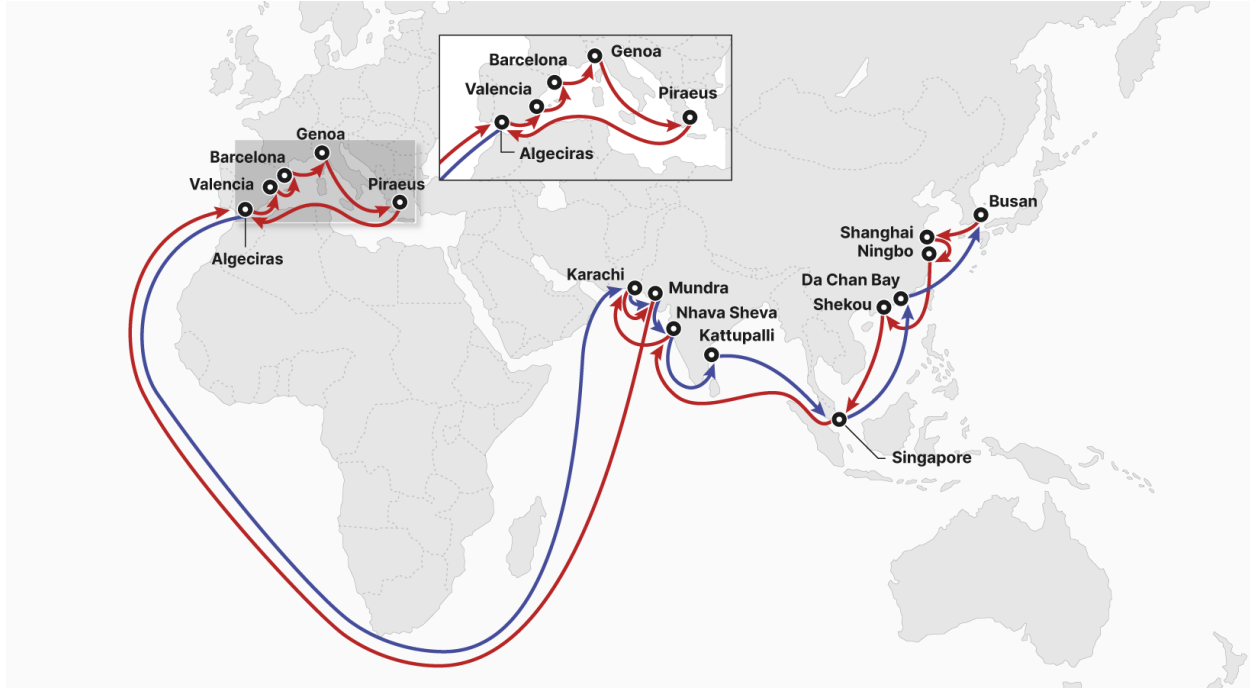 Barcelona
Genoa
Valencia
Piraeus
Algeciras
Genoa
Barcelona
Valencia
Piraeus
Algeciras
Busan
Shanghai
Ningbo
Karachi
Mundra
Da Chan Bay
Shekou
Nhava Sheva
Kattupalli
Singapore